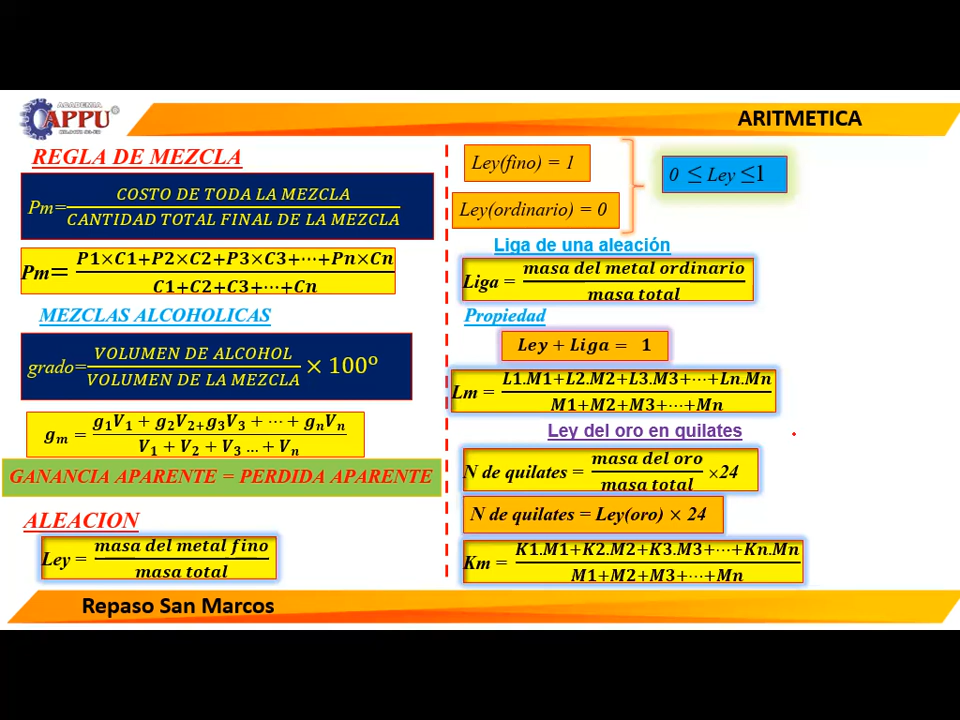 ACADEMIA
APPU
ARITMETICA
REGLA DE MEZCLA
Pm= COSTO DE TODA LA MEZCLA
CANTIDAD TOTAL FINAL DE LA MEZCLA
Pm= P1×C1+P2×C2+P3×C3+⋯+Pn×Cn
C1+C2+C3+⋯+Cn
MEZCLAS ALCOHOLICAS
grado= VOLUMEN DE ALCOHOL
VOLUMEN DE LA MEZCLA × 100º
gₘ = g₁V₁ + g₂V₂₊g₃V₃ + ⋯ + gₙVₙ
V₁ + V₂ + V₃ … + Vₙ
GANANCIA APARENTE = PERDIDA APARENTE
ALEACION
Ley = masa del metal fino
masa total
Ley(fino) = 1
Ley(ordinario) = 0
0 ≤ Ley ≤1
Liga de una aleación
Liga = masa del metal ordinario
masa total
Propiedad
Ley + Liga = 1
Lm = L1.M1+L2.M2+L3.M3+⋯+Ln.Mn
M1+M2+M3+⋯+Mn
Ley del oro en quilates
N de quilates = masa del oro
masa total ×24
N de quilates = Ley(oro) × 24
Km = K1.M1+K2.M2+K3.M3+⋯+Kn.Mn
M1+M2+M3+⋯+Mn
Repaso San Marcos